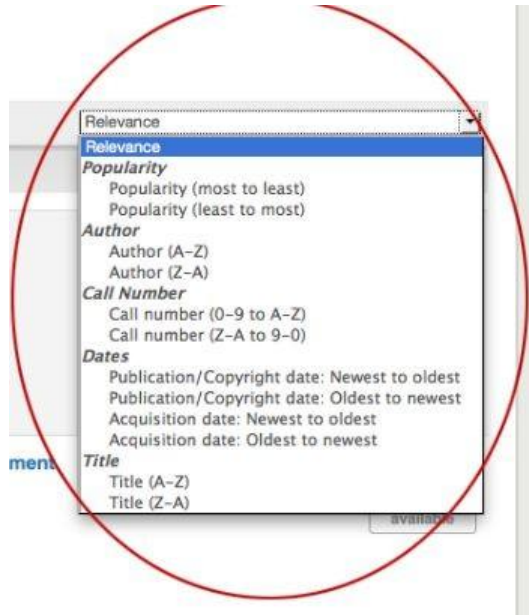 Relevance
Relevance
Popularity
Popularity (most to least)
Popularity (least to most)
Author
Author (A-Z)
Author (Z-A)
Call Number
Call number (0-9 to A-Z)
Call number (Z-A to 9-0)
Dates
Publication/Copyright date: Newest to oldest
Publication/Copyright date: Oldest to newest
Acquisition date: Newest to oldest
Acquisition date: Oldest to newest
ment
Title
Title (A-Z)
Title (Z-A)
available